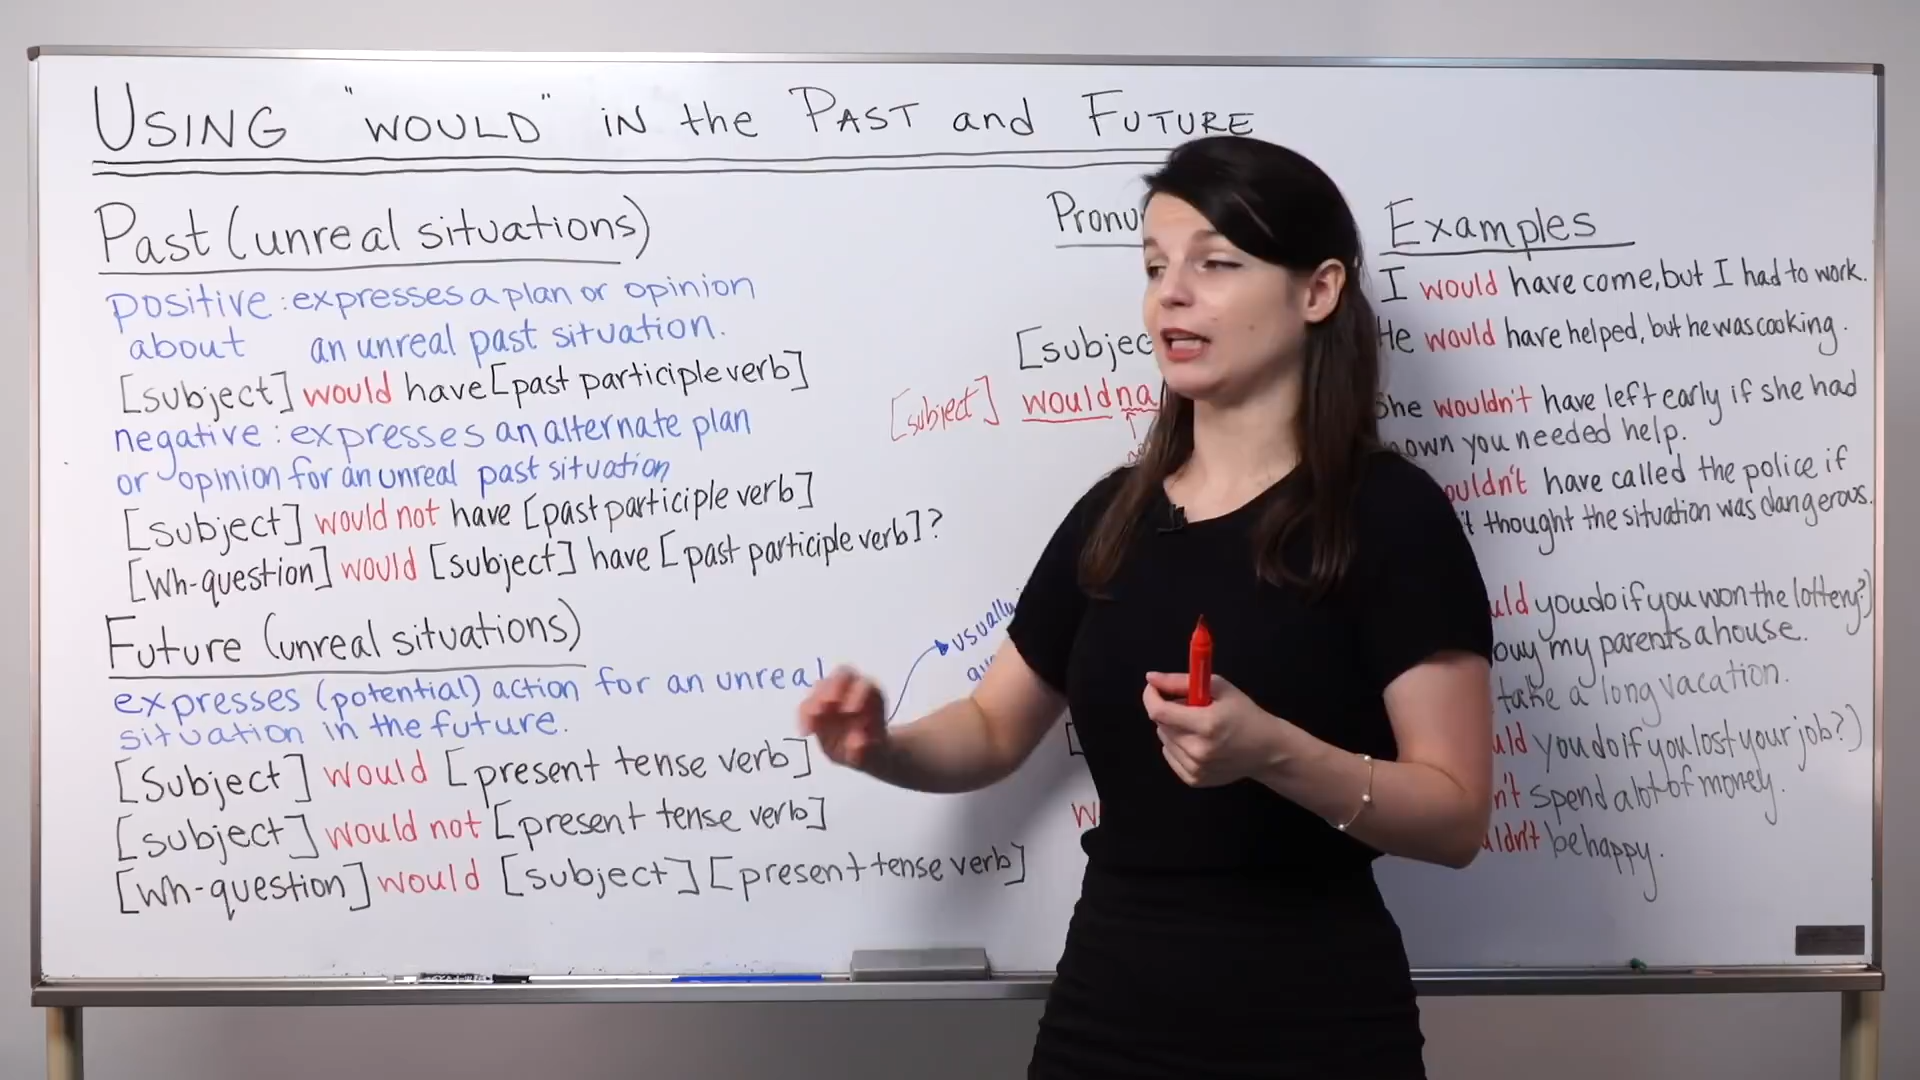 USING "WOULD" IN the PAST and FUTURE
Past (unreal situations)
positive: expresses a plan or opinion
about an unreal past situation.
[subject] would have [past participle verb]
negative: expresses an alternate plan
or opinion for an unreal past situation
[subject] would not have [past participle verb]
[Wh-question] would [subject] have [past participle verb]?
Future (unreal situations)
expresses (potential) action for an unreal
situation in the future.
[Subject] would [present tense verb]
[subject] would not [present tense verb]
[Wh-question] would [subject] [present tense verb]
[subject] wouldna
usually
Examples
I would have come, but I had to work.
He would have helped, but he was cooking.
She wouldn't have left early if she had
you needed help.
have called the police if
thought the situation was dangerous.
you do if you won the lottery?)
my parents a house.
take a long vacation.
you do if you lost your job?)
spend a lot of money.
be happy.